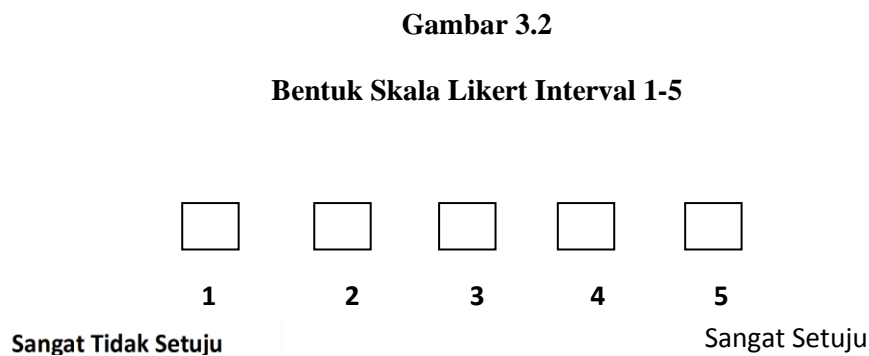 Gambar 3.2
Bentuk Skala Likert Interval 1-5
1 2 3 4 5
Sangat Tidak Setuju Sangat Setuju